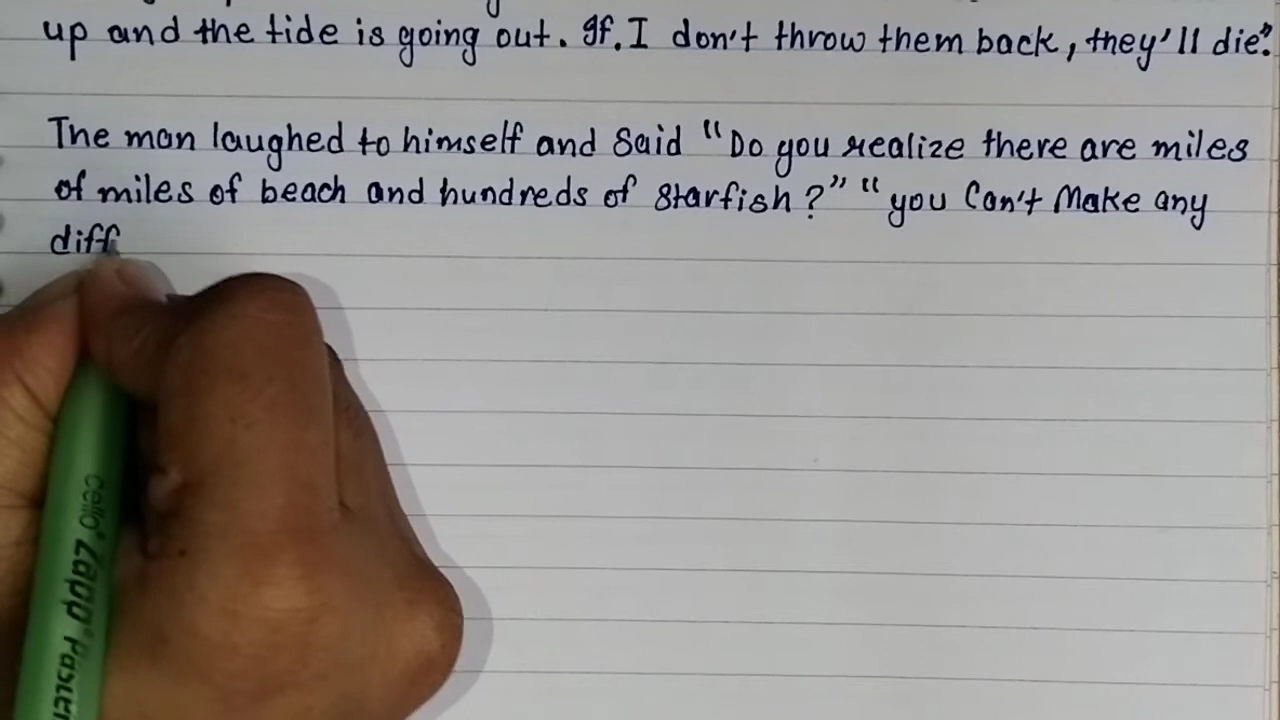 up and the tide is going out. If. I don't throw them back, they'll die."
The man laughed to himself and Said "Do you realize there are miles
of miles of beach and hundreds of Starfish?" "you Can't Make any
diff
cello Zapp